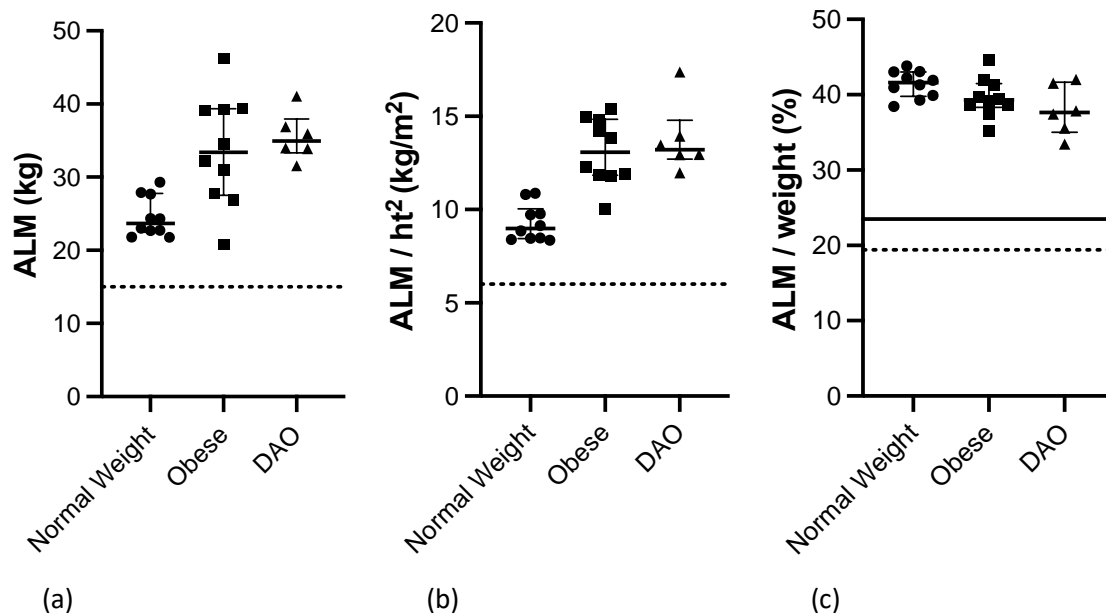 ALM (kg)
50
40
30
20
10
0
Normal Weight
Obese
DAO
(a)
ALM / ht² (kg/m²)
20
15
10
5
0
Normal Weight
Obese
DAO
(b)
ALM / weight (%)
50
40
30
20
10
0
Normal Weight
Obese
DAO
(c)